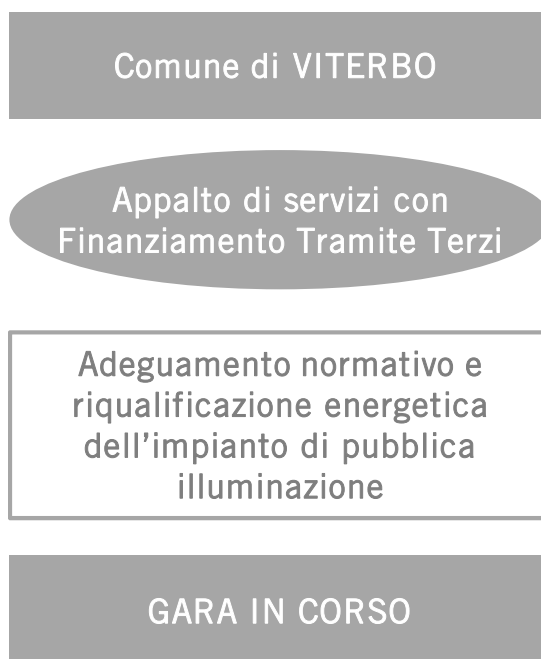 Comune di VITERBO
Appalto di servizi con
Finanziamento Tramite Terzi
Adeguamento normativo e
riqualificazione energetica
dell'impianto di pubblica
illuminazione
GARA IN CORSO